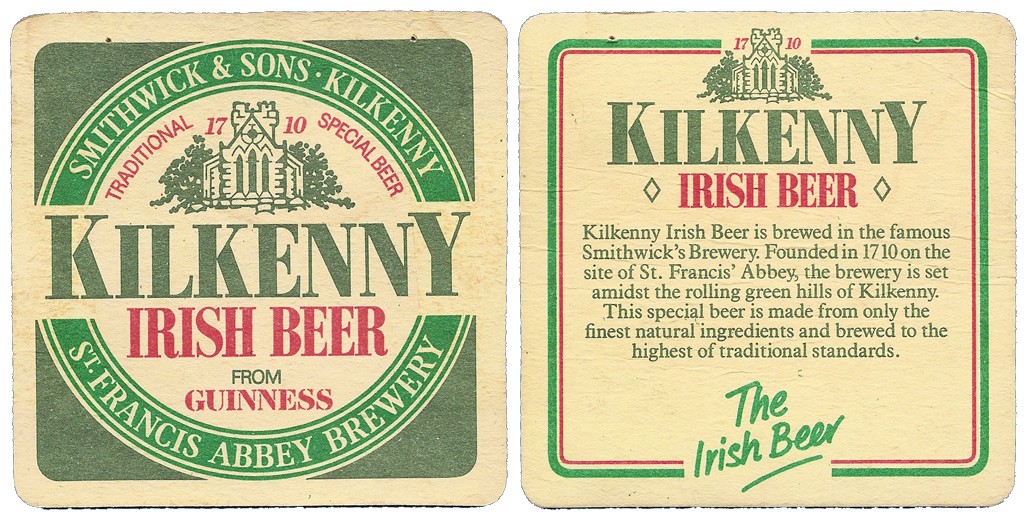 SMITHWICK & SONS · KILKENNY
TRADITIONAL
SPECIAL BEER
17 10
KILKENNY
IRISH BEER
FROM
GUINNESS
ST. FRANCIS ABBEY BREWERY
17 10
KILKENNY
IRISH BEER
Kilkenny Irish Beer is brewed in the famous
Smithwick's Brewery. Founded in 1710 on the
site of St. Francis' Abbey, the brewery is set
amidst the rolling green hills of Kilkenny.
This special beer is made from only the
finest natural ingredients and brewed to the
highest of traditional standards.
The
Irish Beer